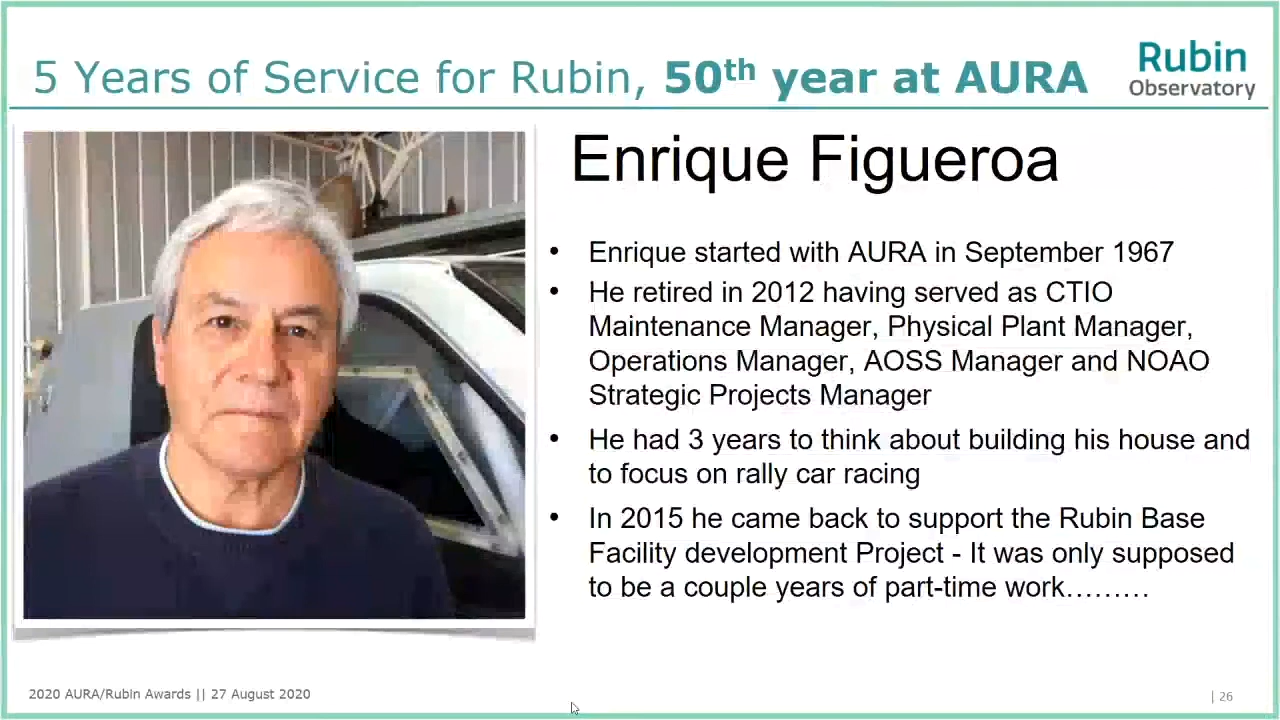 5 Years of Service for Rubin, 50th year at AURA
Rubin
Observatory
Enrique Figueroa
• Enrique started with AURA in September 1967
• He retired in 2012 having served as CTIO
Maintenance Manager, Physical Plant Manager,
Operations Manager, AOSS Manager and NOAO
Strategic Projects Manager
• He had 3 years to think about building his house and
to focus on rally car racing
• In 2015 he came back to support the Rubin Base
Facility development Project - It was only supposed
to be a couple years of part-time work………
2020 AURA/Rubin Awards || 27 August 2020
| 26